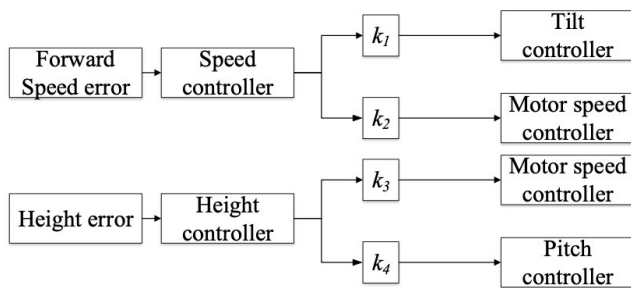 Forward
Speed error
Speed
controller
k1
Tilt
controller
k2
Motor speed
controller
Height error
Height
controller
k3
Motor speed
controller
k4
Pitch
controller